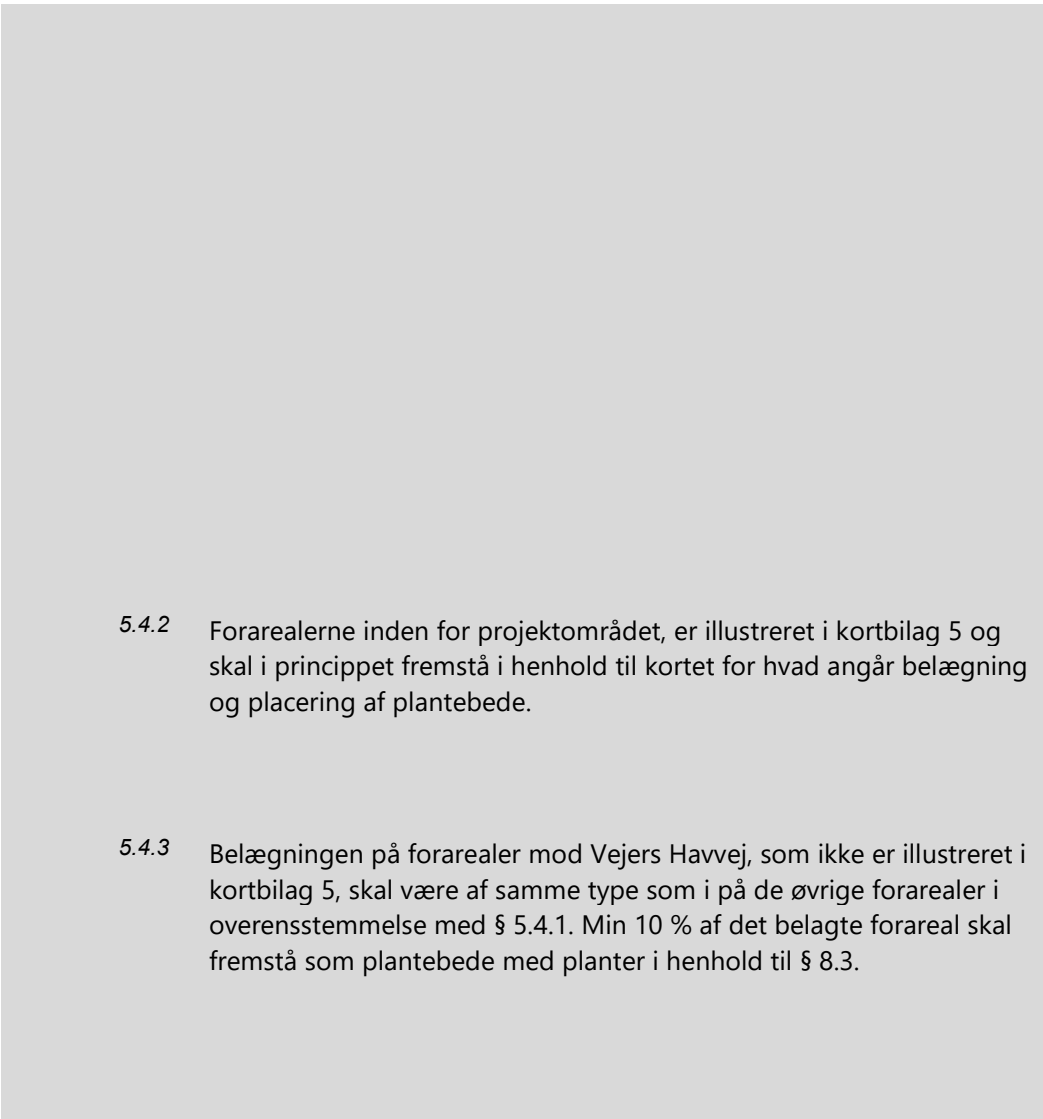 5.4.2 Forarealerne inden for projektområdet, er illustreret i kortbilag 5 og
skal i princippet fremstå i henhold til kortet for hvad angår belægning
og placering af plantebede.
5.4.3 Belægningen på forarealer mod Vejers Havvej, som ikke er illustreret i
kortbilag 5, skal være af samme type som i på de øvrige forarealer i
overensstemmelse med § 5.4.1. Min 10 % af det belagte forareal skal
fremstå som plantebede med planter i henhold til § 8.3.